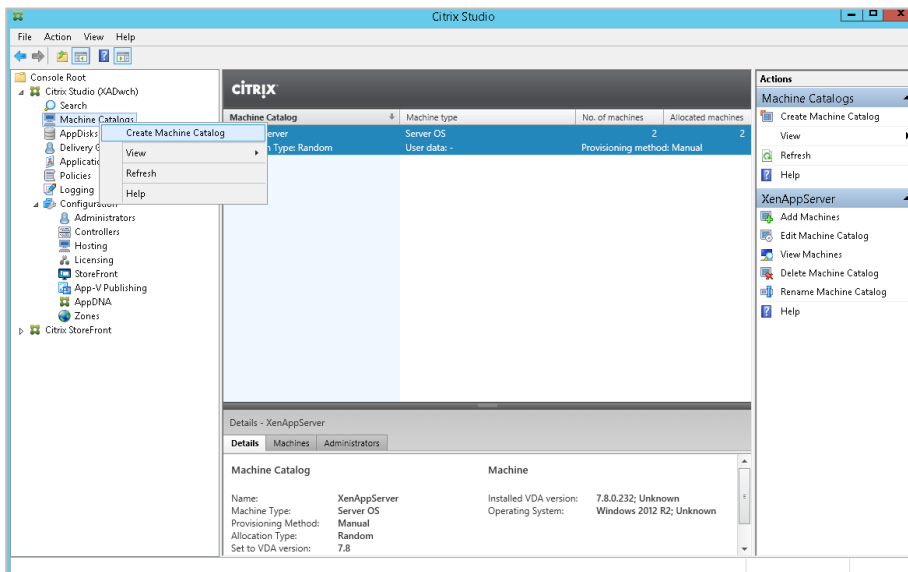 Citrix Studio
File Action View Help
Console Root
Citrix Studio (XADwch)
Search
Machine Catalogs
AppDisks
Delivery G
Applicatio
Policies
Logging
Configuration
Administrators
Controllers
Hosting
Licensing
StoreFront
App-V Publishing
AppDNA
Zones
Citrix StoreFront
Create Machine Catalog
View
Refresh
Help
CİTRIX
Machine Catalog Machine type No. of machines Allocated machines
erver Server OS 2 2
n Type: Random User data: - Provisioning method: Manual
Details - XenAppServer
Details Machines Administrators
Machine Catalog Machine
Name: XenAppServer Installed VDA version: 7.8.0.232; Unknown
Machine Type: Server OS Operating System: Windows 2012 R2; Unknown
Provisioning Method: Manual
Allocation Type: Random
Set to VDA version: 7.8
Actions
Machine Catalogs
Create Machine Catalog
View
Refresh
Help
XenAppServer
Add Machines
Edit Machine Catalog
View Machines
Delete Machine Catalog
Rename Machine Catalog
Help